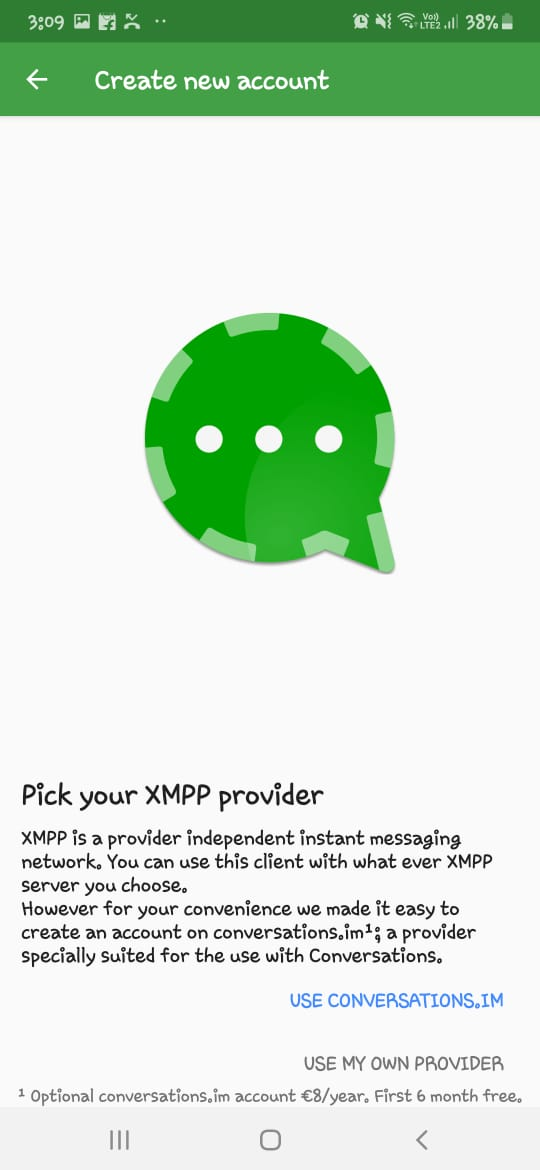 3:09
Vo))
LTE2
38%
Create new account
Pick your XMPP provider
XMPP is a provider independent instant messaging
network. You can use this client with what ever XMPP
server you choose.
However for your convenience we made it easy to
create an account on conversations.im¹; a provider
specially suited for the use with Conversations.
USE CONVERSATIONS.IM
USE MY OWN PROVIDER
¹ Optional conversations.im account €8/year. First 6 month free.